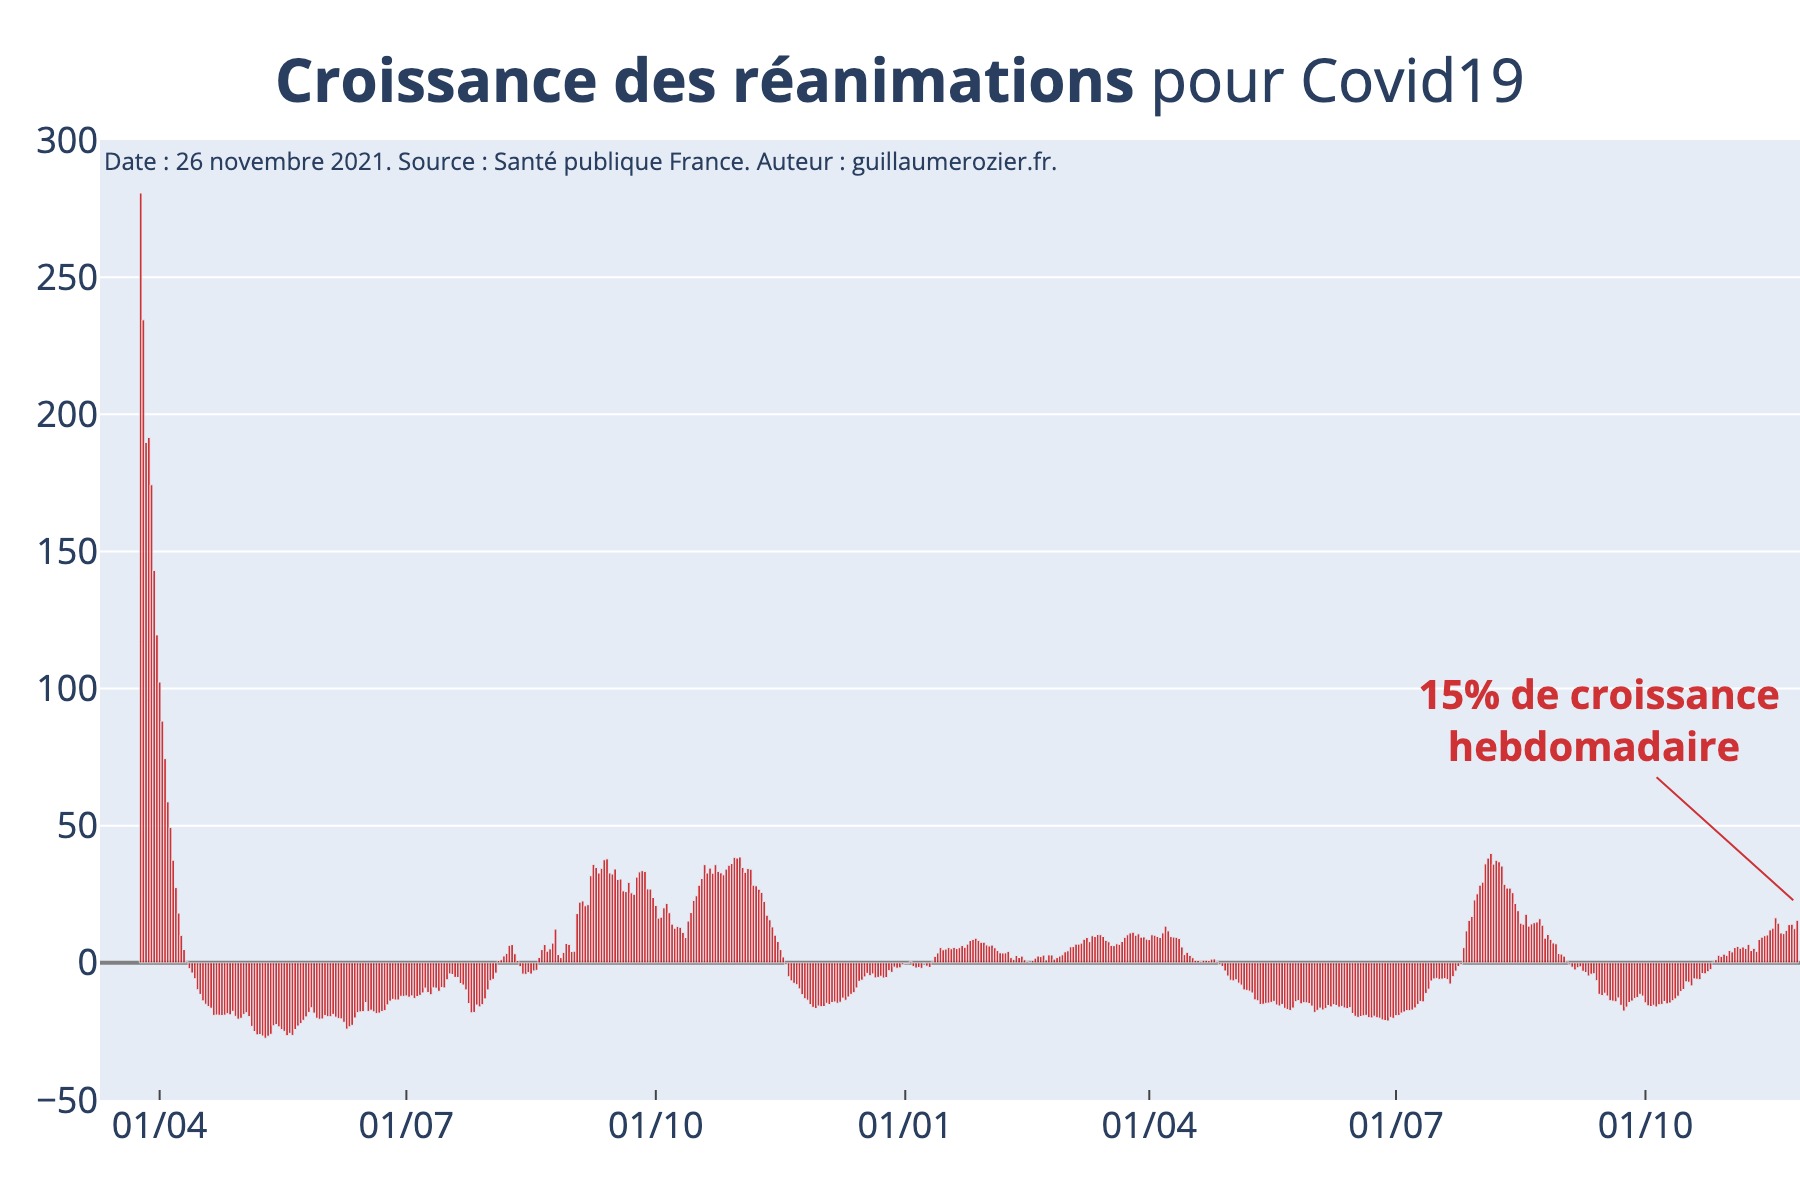 Croissance des réanimations pour Covid19
300
Date : 26 novembre 2021. Source : Santé publique France. Auteur : guillaumerozier.fr.
250
200
150
100
15% de croissance
hebdomadaire
50
0
−50
01/04 01/07 01/10 01/01 01/04 01/07 01/10